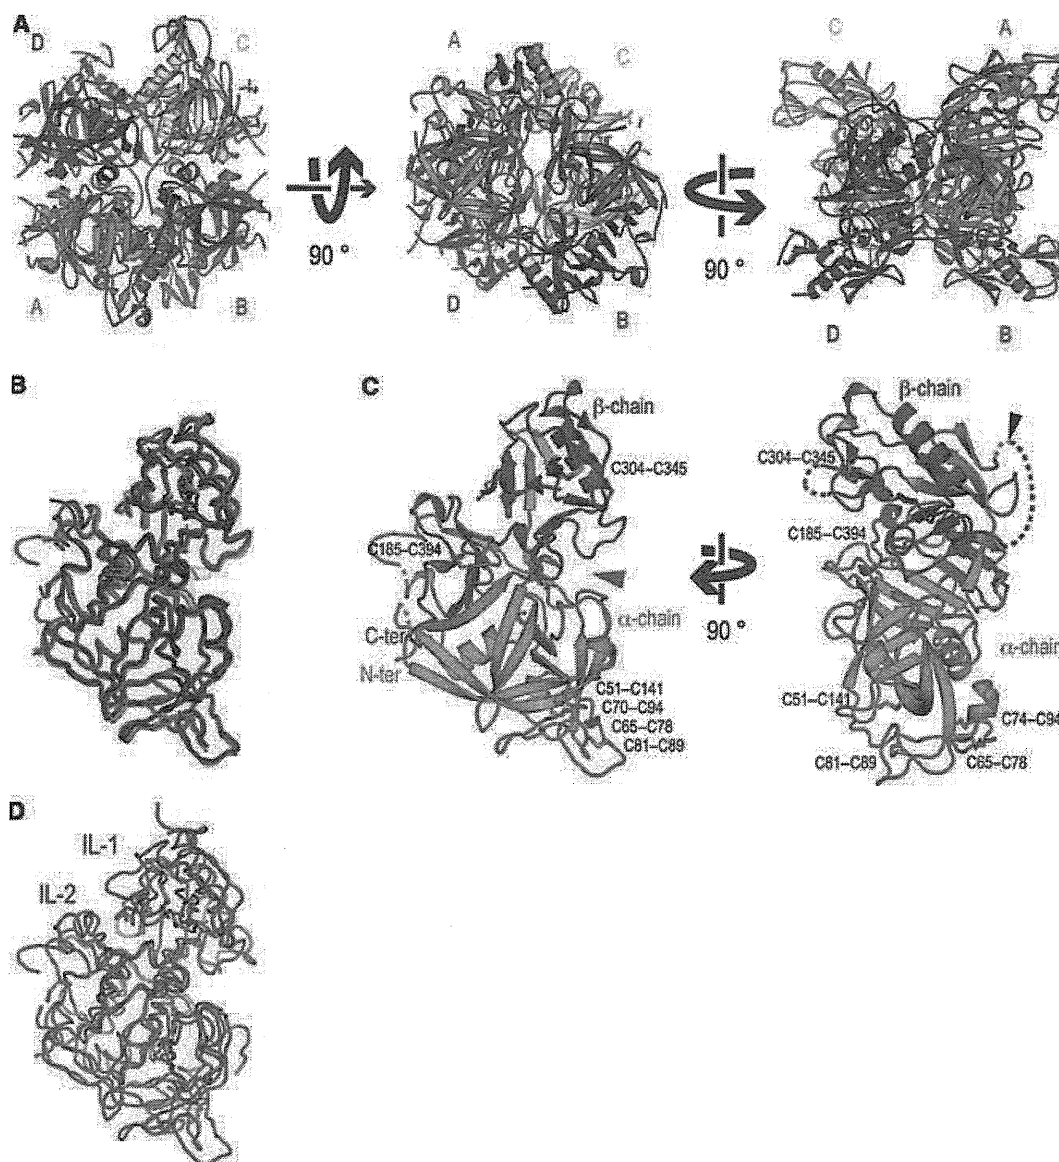 A
D C
A B
90 °
A C
D B
90 °
C A
D B
B
C
β-chain
C304–C345
C185–C394
α-chain
C-ter
N-ter
C51–C141
C70–C94
C65–C78
C81–C89
90 °
β-chain
C304–C345
C185–C394
α-chain
C51–C141
C74–C94
C81–C89
C65–C78
D
IL-1
IL-2